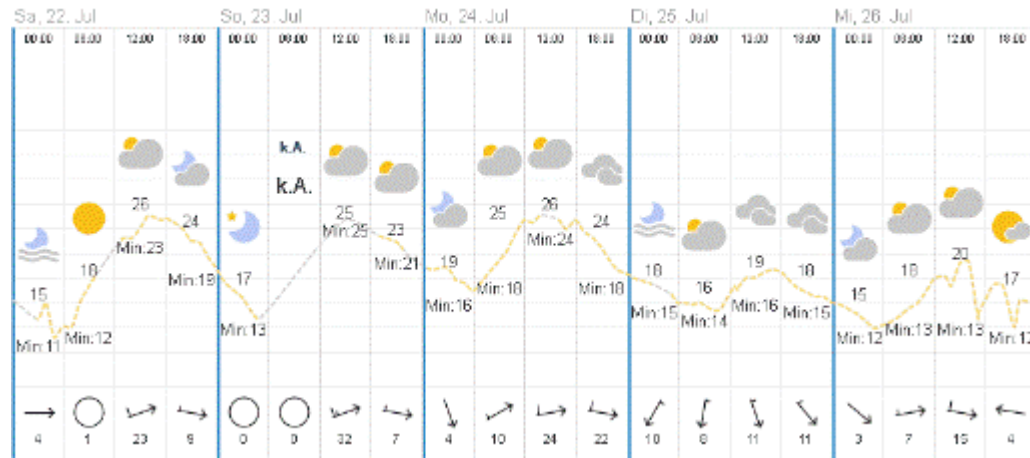 Sa, 22. Jul So, 23. Jul Mo, 24. Jul Di, 25. Jul Mi, 26. Jul
00:00 06:00 12:00 18:00 00:00 06:00 12:00 18:00 00:00 06:00 12:00 18:00 00:00 06:00 12:00 18:00 00:00 06:00 12:00 18:00
k.A.
k.A.
15 18 26 24 17 25 23 19 25 26 24 18 16 19 18 15 18 20 17
Min:11 Min:12 Min:23 Min:19 Min:13 Min:25 Min:21 Min:16 Min:18 Min:24 Min:18 Min:15 Min:14 Min:16 Min:15 Min:12 Min:13 Min:13 Min:12
4 1 23 9 0 0 32 7 4 10 24 22 10 8 11 11 3 7 15 4